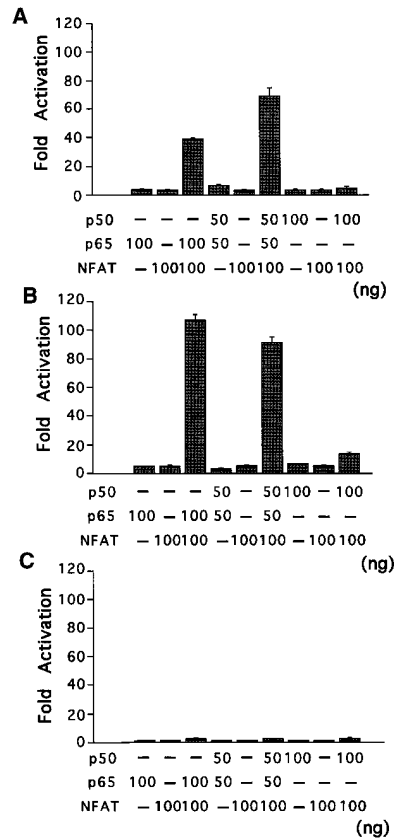 A
Fold Activation
120
100
80
60
40
20
0
p50 – – – 50 – 50 100 – 100
p65 100 – 100 50 – 50 – – –
NFAT – 100 100 – 100 100 – 100 100
(ng)
B
Fold Activation
120
100
80
60
40
20
0
p50 – – – 50 – 50 100 – 100
p65 100 – 100 50 – 50 – – –
NFAT – 100 100 – 100 100 – 100 100
(ng)
C
Fold Activation
120
100
80
60
40
20
0
p50 – – – 50 – 50 100 – 100
p65 100 – 100 50 – 50 – – –
NFAT – 100 100 – 100 100 – 100 100
(ng)